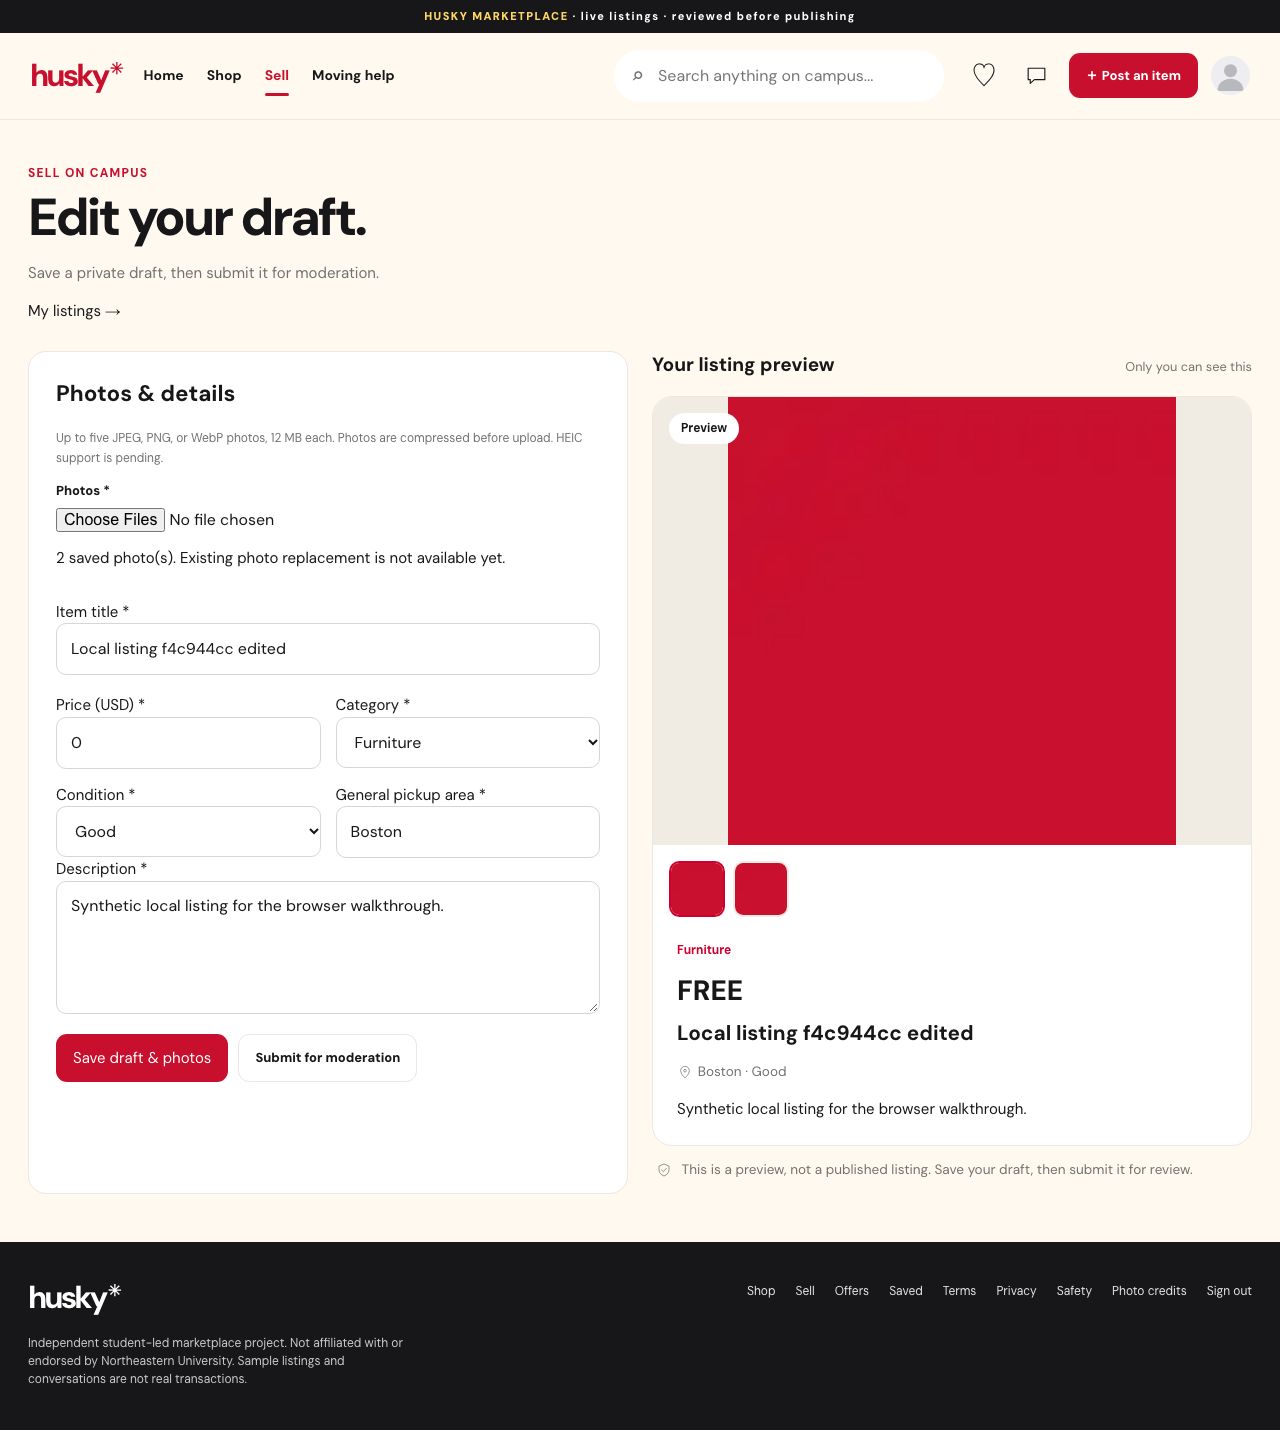 HUSKY MARKETPLACE · live listings · reviewed before publishing
husky*
Home
Shop
Sell
Moving help
Search anything on campus...
+ Post an item
SELL ON CAMPUS
Edit your draft.
Save a private draft, then submit it for moderation.
My listings →
Photos & details
Up to five JPEG, PNG, or WebP photos, 12 MB each. Photos are compressed before upload. HEIC
support is pending.
Photos *
Choose Files No file chosen
2 saved photo(s). Existing photo replacement is not available yet.
Item title *
Local listing f4c944cc edited
Price (USD) *
Category *
0
Furniture
Condition *
General pickup area *
Good
Boston
Description *
Synthetic local listing for the browser walkthrough.
Save draft & photos
Submit for moderation
Your listing preview
Only you can see this
Preview
Furniture
FREE
Local listing f4c944cc edited
Boston · Good
Synthetic local listing for the browser walkthrough.
This is a preview, not a published listing. Save your draft, then submit it for review.
husky*
Independent student-led marketplace project. Not affiliated with or
endorsed by Northeastern University. Sample listings and
conversations are not real transactions.
Shop
Sell
Offers
Saved
Terms
Privacy
Safety
Photo credits
Sign out